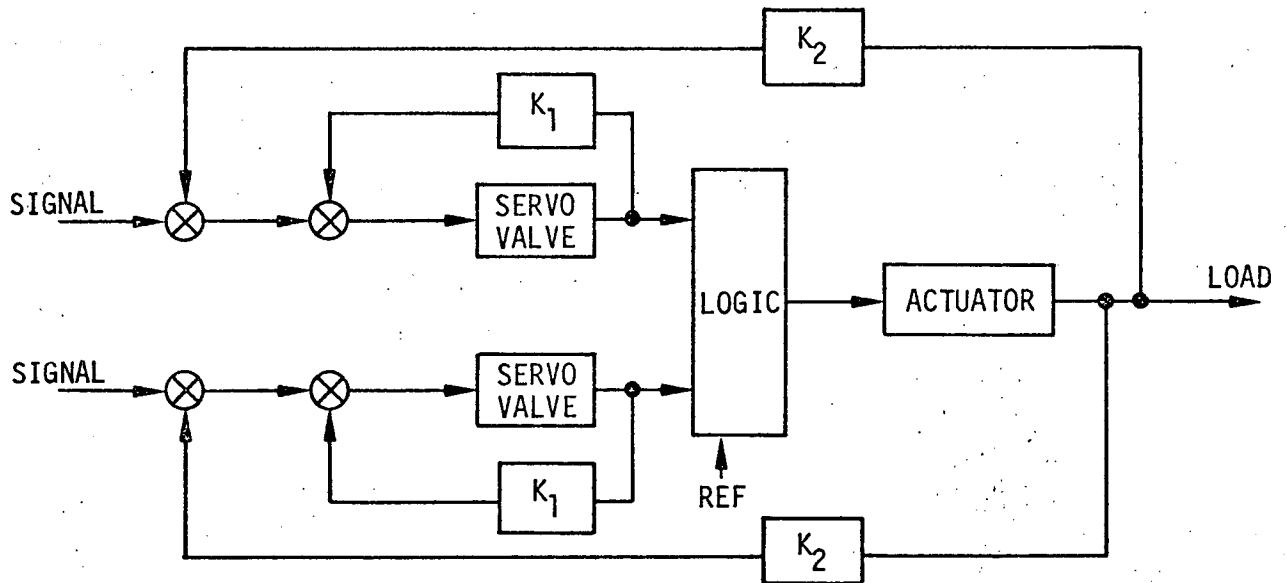 K2
K1
SIGNAL
SERVO
VALVE
LOGIC
ACTUATOR
LOAD
SIGNAL
SERVO
VALVE
K1
REF
K2